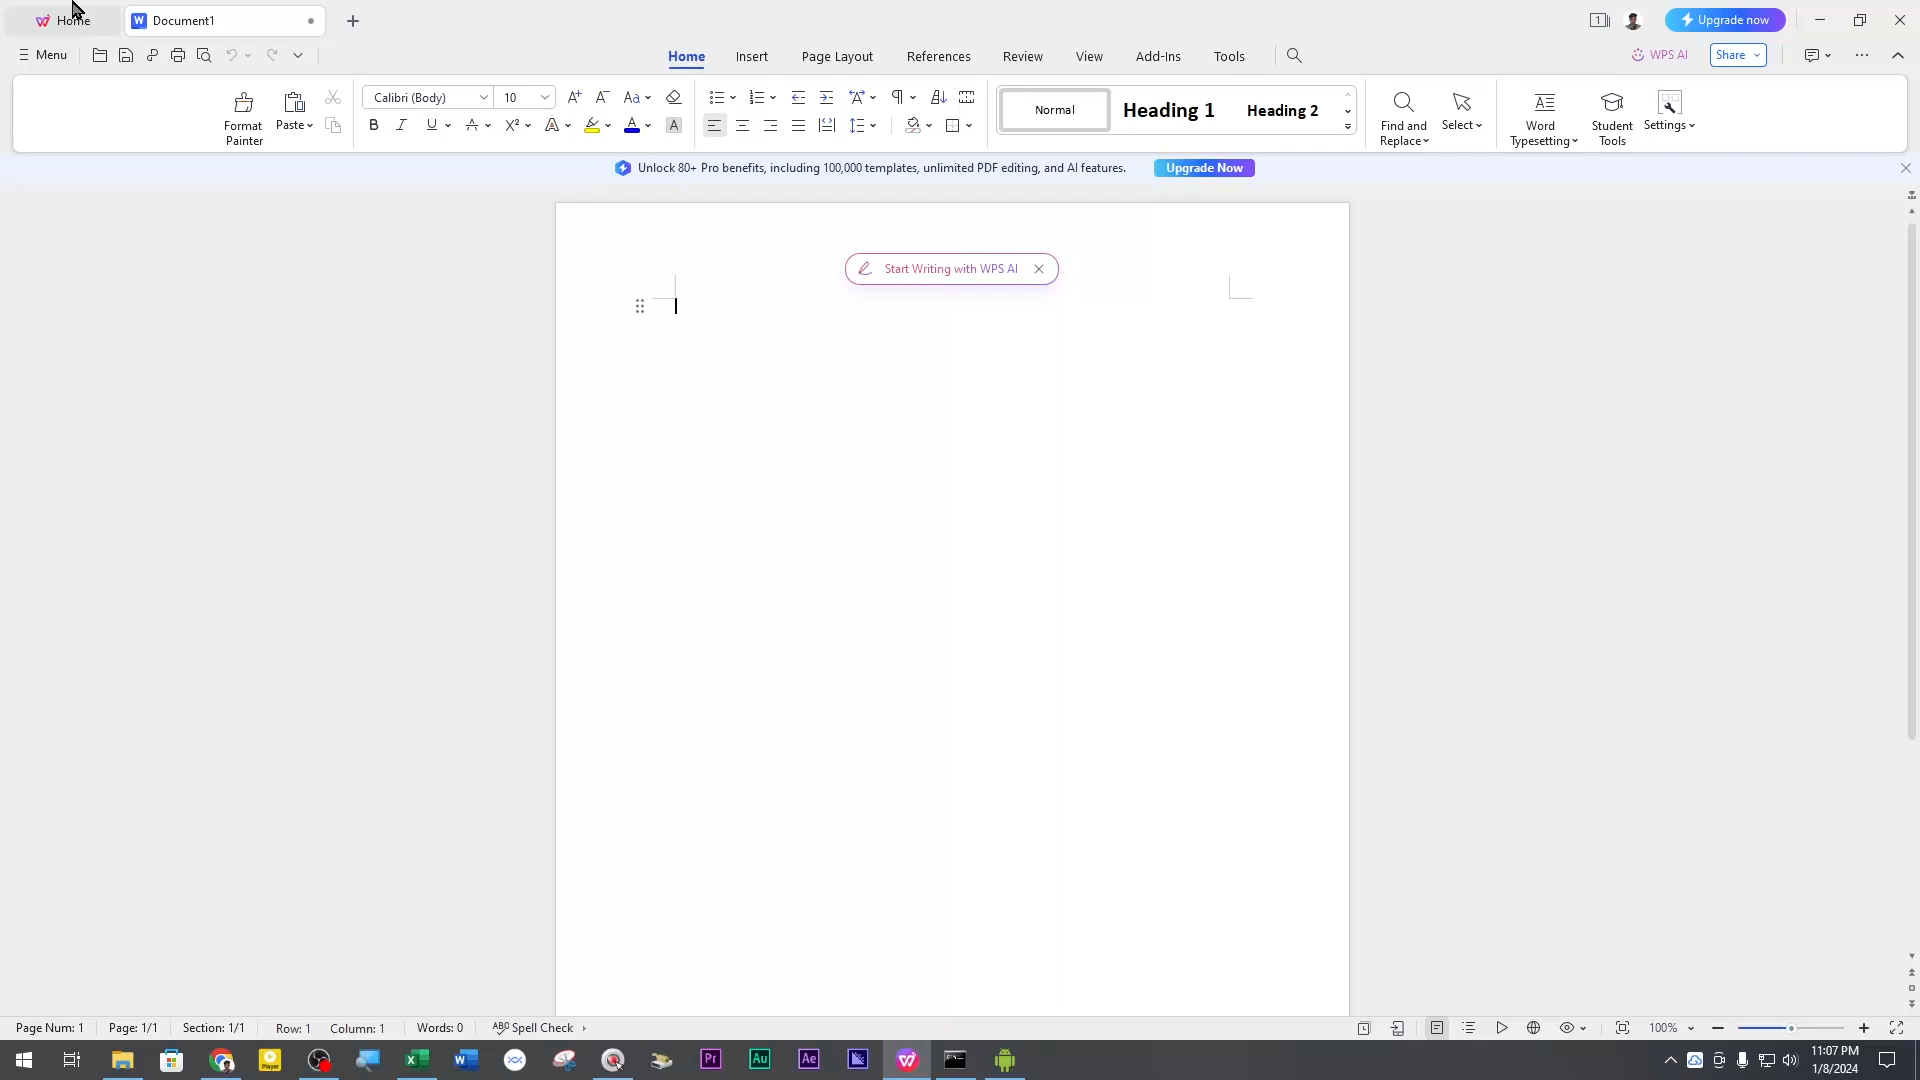 Home
Document1
1
Upgrade now
Menu
Home
Insert
Page Layout
References
Review
View
Add-Ins
Tools
WPS AI
Share
Format
Painter
Paste
Calibri (Body)
10
Normal
Heading 1
Heading 2
Find and
Replace
Select
Word
Typesetting
Student
Tools
Settings
Unlock 80+ Pro benefits, including 100,000 templates, unlimited PDF editing, and AI features.
Upgrade Now
Start Writing with WPS AI
Page Num: 1
Page: 1/1
Section: 1/1
Row: 1
Column: 1
Words: 0
Spell Check
100%
Pr
Au
Ae
11:07 PM
1/8/2024